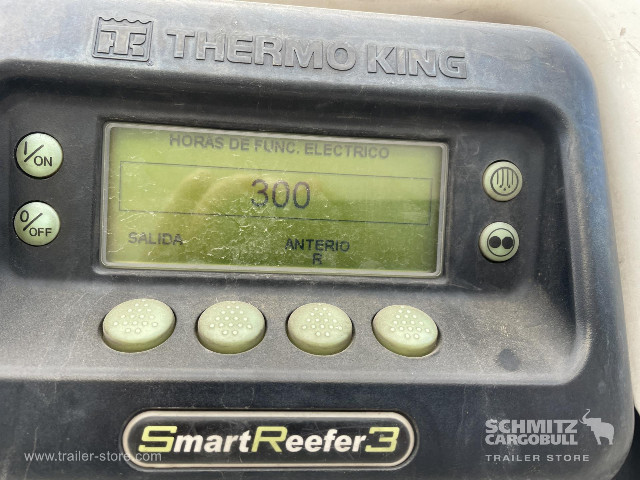 TK THERMO KING
I/ON
O/OFF
HORAS DE FUNC. ELECTRICO
300
SALIDA
ANTERIO
R
SmartReefer3
SCHMITZ
CARGOBULL
TRAILER STORE
www.trailer-store.com